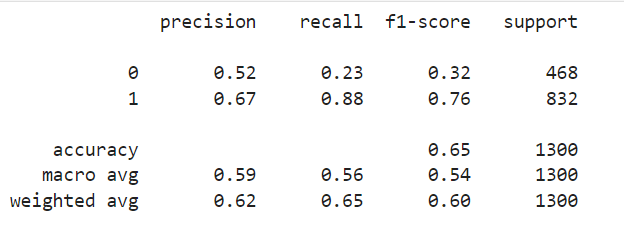 precision recall f1-score support
0 0.52 0.23 0.32 468
1 0.67 0.88 0.76 832
accuracy 0.65 1300
macro avg 0.59 0.56 0.54 1300
weighted avg 0.62 0.65 0.60 1300